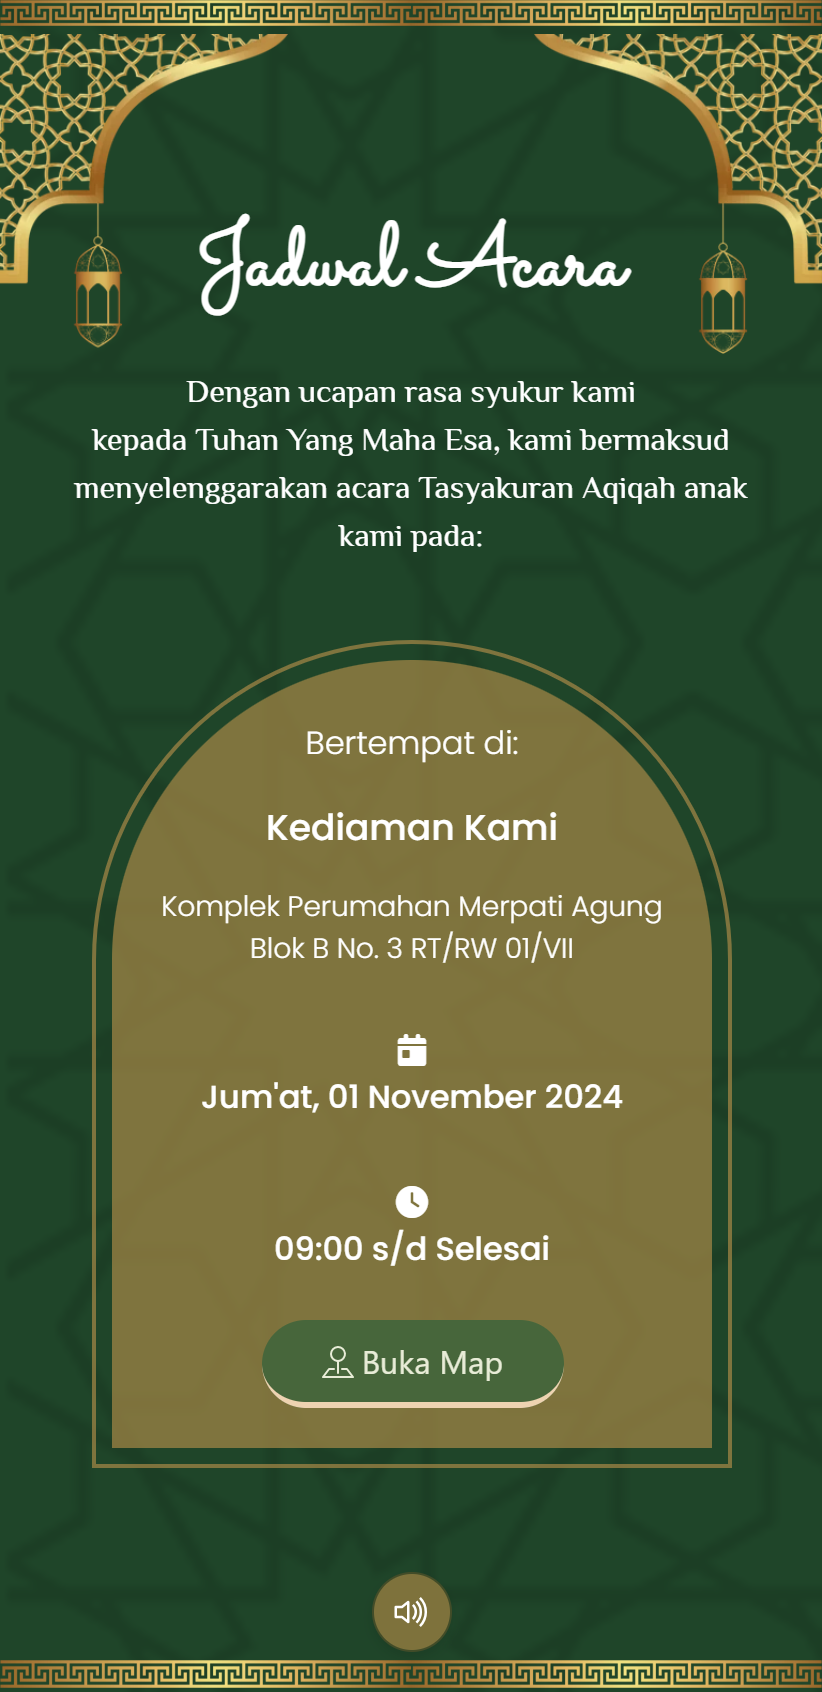 Jadwal Acara
Dengan ucapan rasa syukur kami
kepada Tuhan Yang Maha Esa, kami bermaksud
menyelenggarakan acara Tasyakuran Aqiqah anak
kami pada:
Bertempat di:
Kediaman Kami
Komplek Perumahan Merpati Agung
Blok B No. 3 RT/RW 01/VII
Jum'at, 01 November 2024
09:00 s/d Selesai
Buka Map